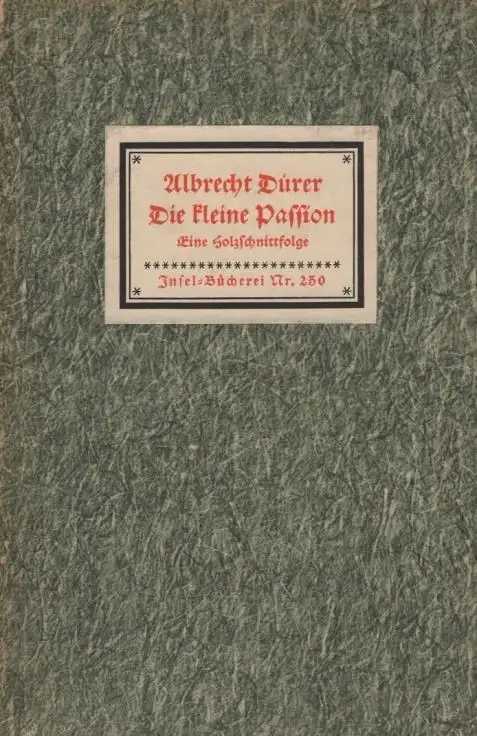 Albrecht Dürer
Die kleine Passion
Eine Holzschnittfolge
********************
Insel-Bücherei Nr. 250